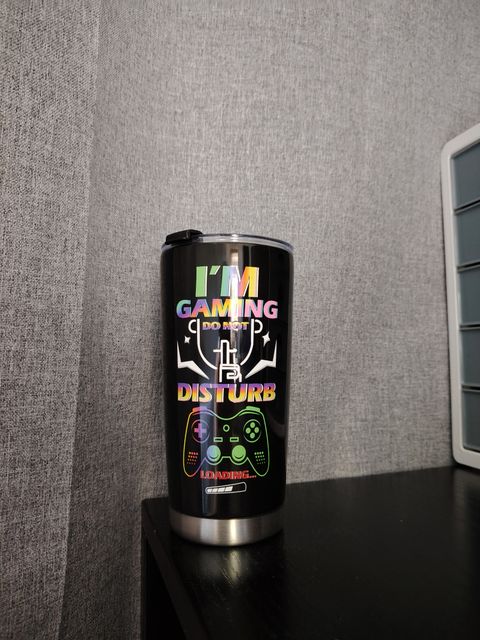 I'M
GAMING
DO NOT
DISTURB
LOADING...